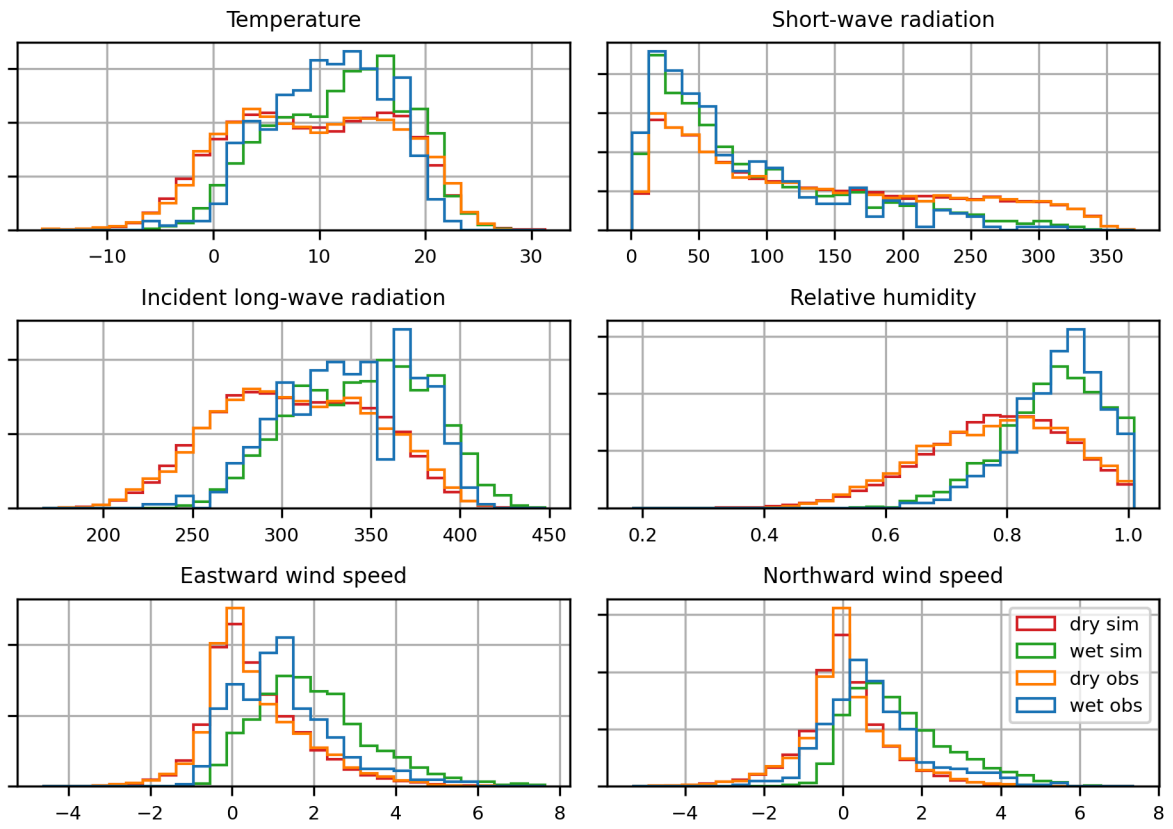 Temperature
−10 0 10 20 30
Short-wave radiation
0 50 100 150 200 250 300 350
Incident long-wave radiation
200 250 300 350 400 450
Relative humidity
0.2 0.4 0.6 0.8 1.0
Eastward wind speed
−4 −2 0 2 4 6 8
Northward wind speed
dry sim
wet sim
dry obs
wet obs
−4 −2 0 2 4 6 8